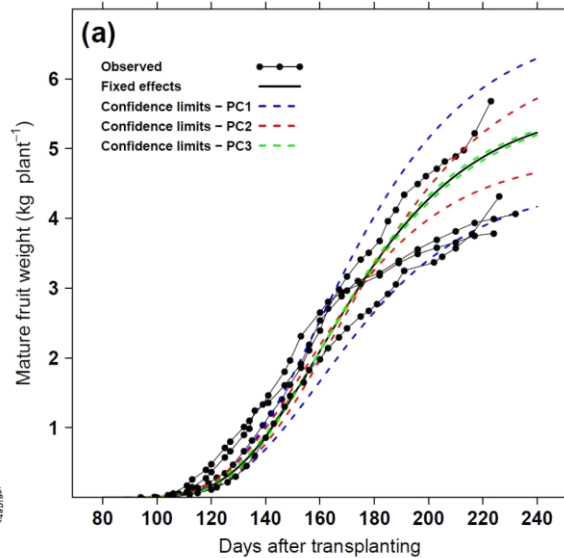 (a)
Observed
Fixed effects
Confidence limits − PC1
Confidence limits − PC2
Confidence limits − PC3
6
5
4
3
2
1
Mature fruit weight (kg plant⁻¹)
80 100 120 140 160 180 200 220 240
Days after transplanting